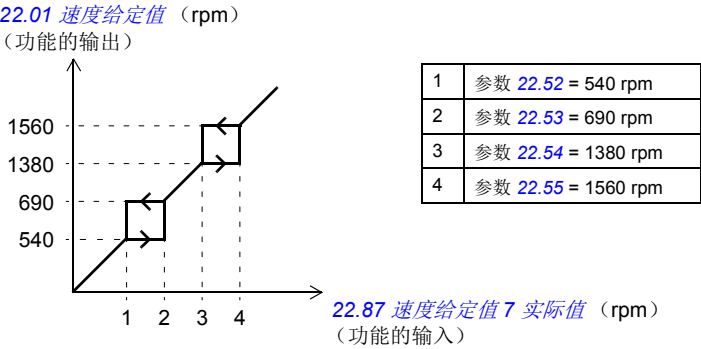 22.01 速度给定值 （rpm）
（功能的输出）
1560
1380
690
540
1 2 3 4
22.87 速度给定值 7 实际值 （rpm）
（功能的输入）
1 参数 22.52 = 540 rpm
2 参数 22.53 = 690 rpm
3 参数 22.54 = 1380 rpm
4 参数 22.55 = 1560 rpm